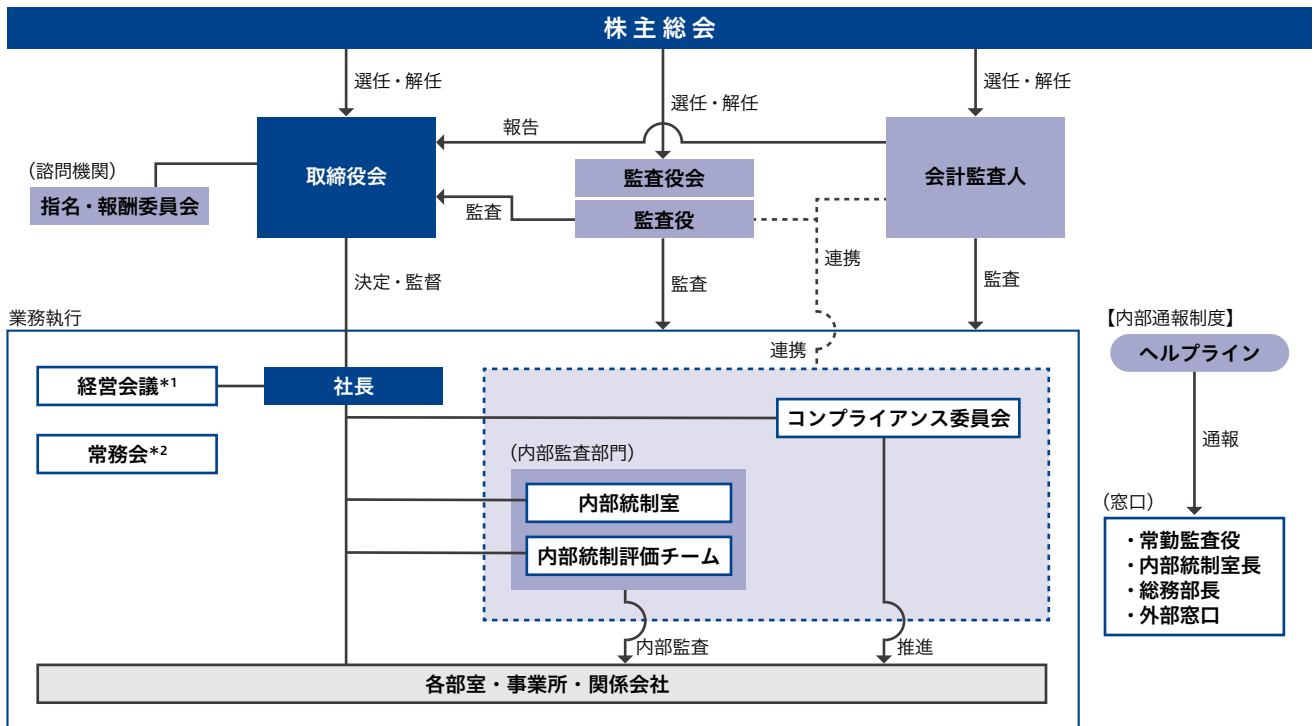 株主総会
選任・解任
選任・解任
選任・解任
報告
(諮問機関)
指名・報酬委員会
取締役会
監査役会
監査役
会計監査人
監査
連携
決定・監督
監査
監査
業務執行
【内部通報制度】
ヘルプライン
連携
経営会議*1
社長
コンプライアンス委員会
常務会*2
通報
(内部監査部門)
内部統制室
内部統制評価チーム
(窓口)
・常勤監査役
・内部統制室長
・総務部長
・外部窓口
内部監査
推進
各部室・事業所・関係会社